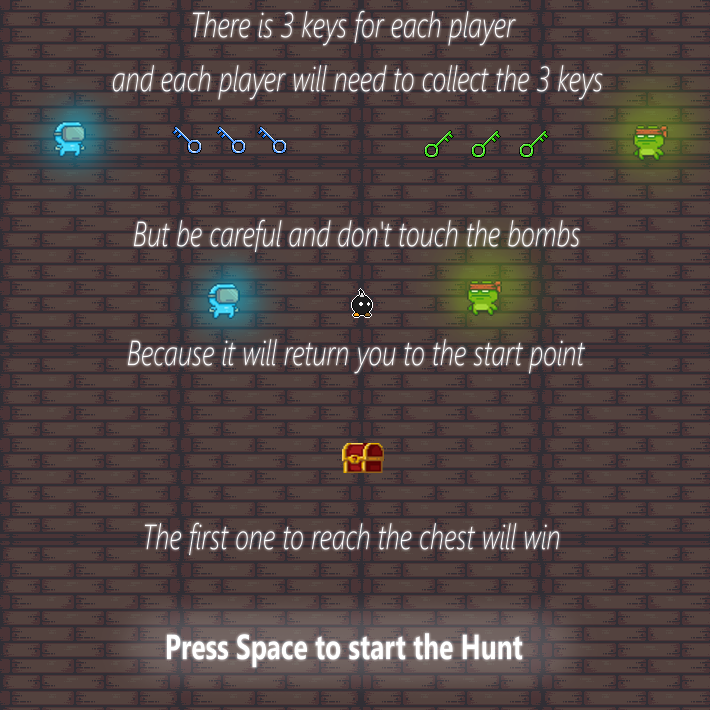 There is 3 keys for each player
and each player will need to collect the 3 keys
But be careful and don't touch the bombs
Because it will return you to the start point
The first one to reach the chest will win
Press Space to start the Hunt